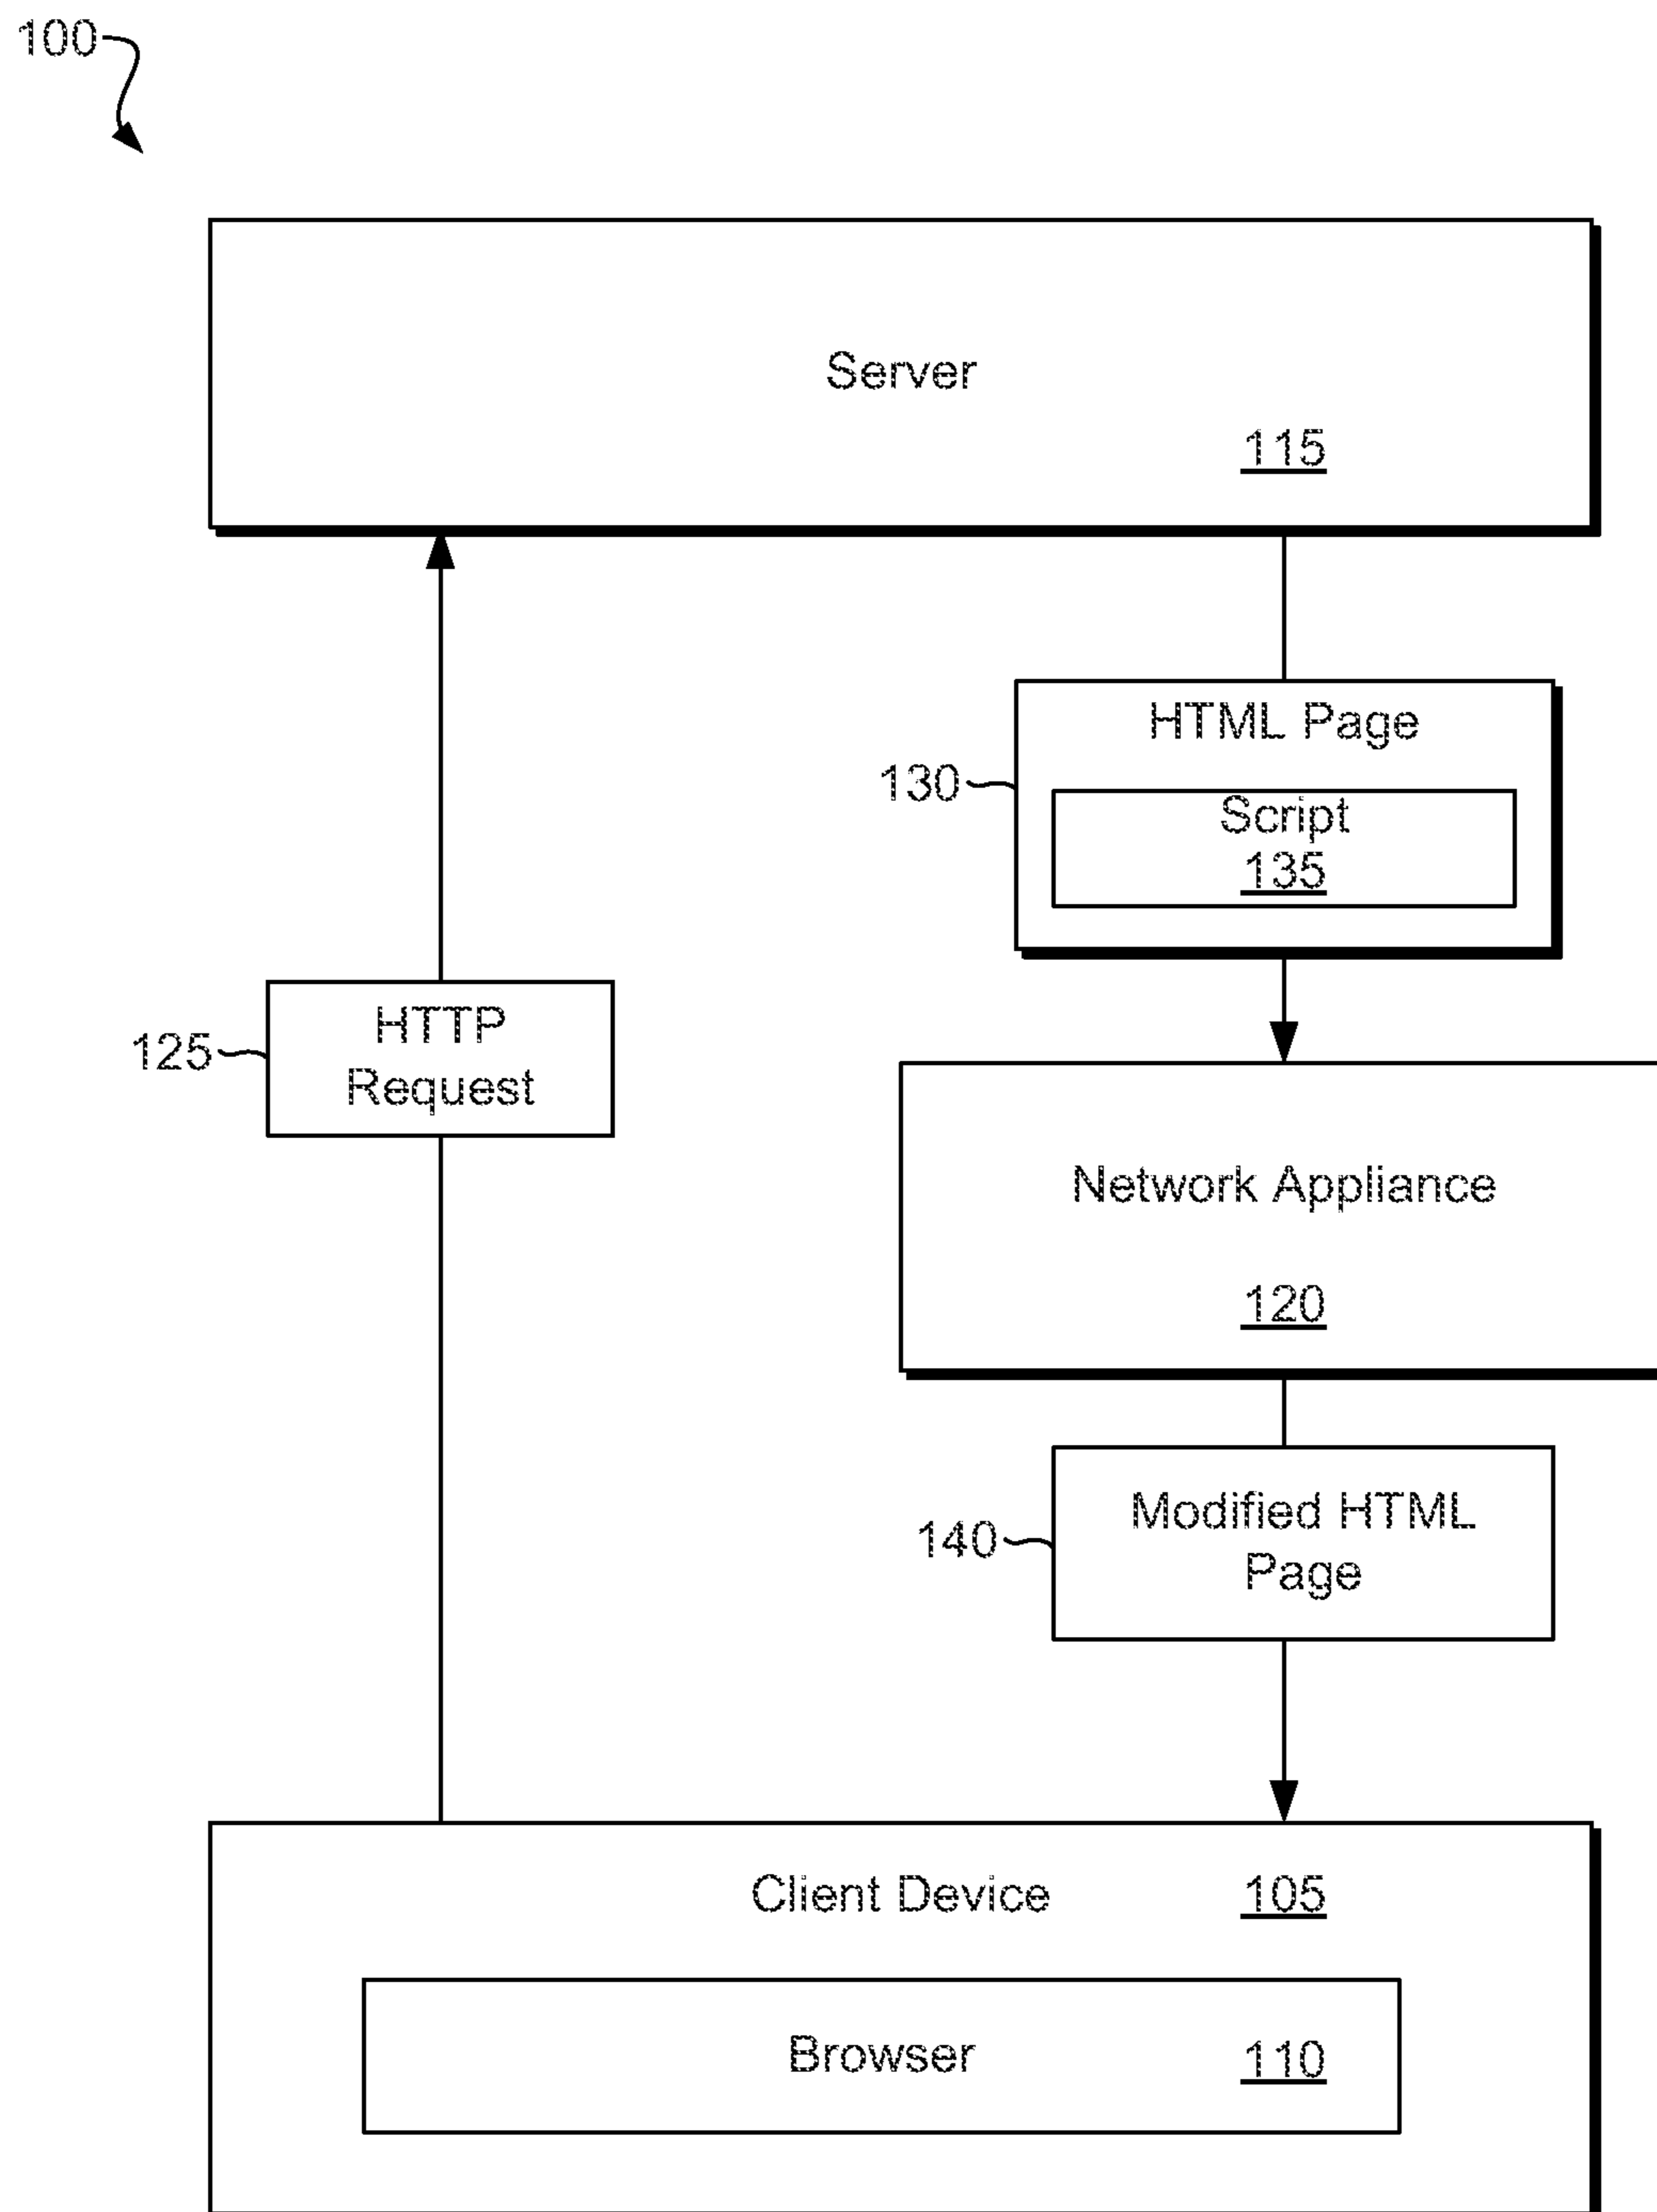 100
Server
115
HTML Page
130
Script
135
HTTP
Request
125
Network Appliance
120
Modified HTML
Page
140
Client Device 105
Browser 110